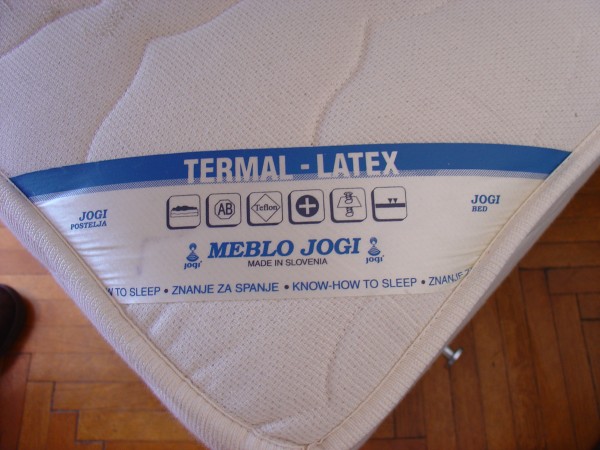 TERMAL - LATEX
AB
Teflon
JOGI
POSTELJA
JOGI
BED
jogi
MEBLO JOGI
jogi
MADE IN SLOVENIA
TO SLEEP • ZNANJE ZA SPANJE • KNOW-HOW TO SLEEP •